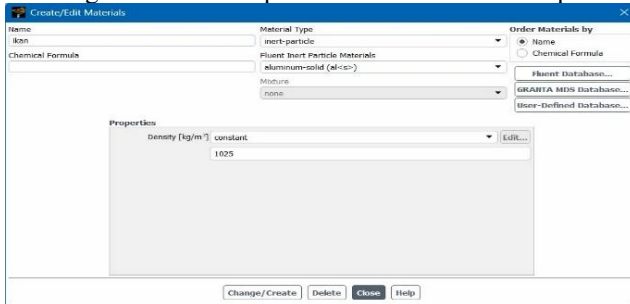 Create/Edit Materials
Name
Material Type
Order Materials by
ikan
inert-particle
Name
Chemical Formula
Chemical Formula
Fluent Inert Particle Materials
aluminum-solid (al<s>)
Fluent Database...
Mixture
GRANTA MDS Database...
none
User-Defined Database...
Properties
Density [kg/m³] constant
Edit...
1025
Change/Create
Delete
Close
Help